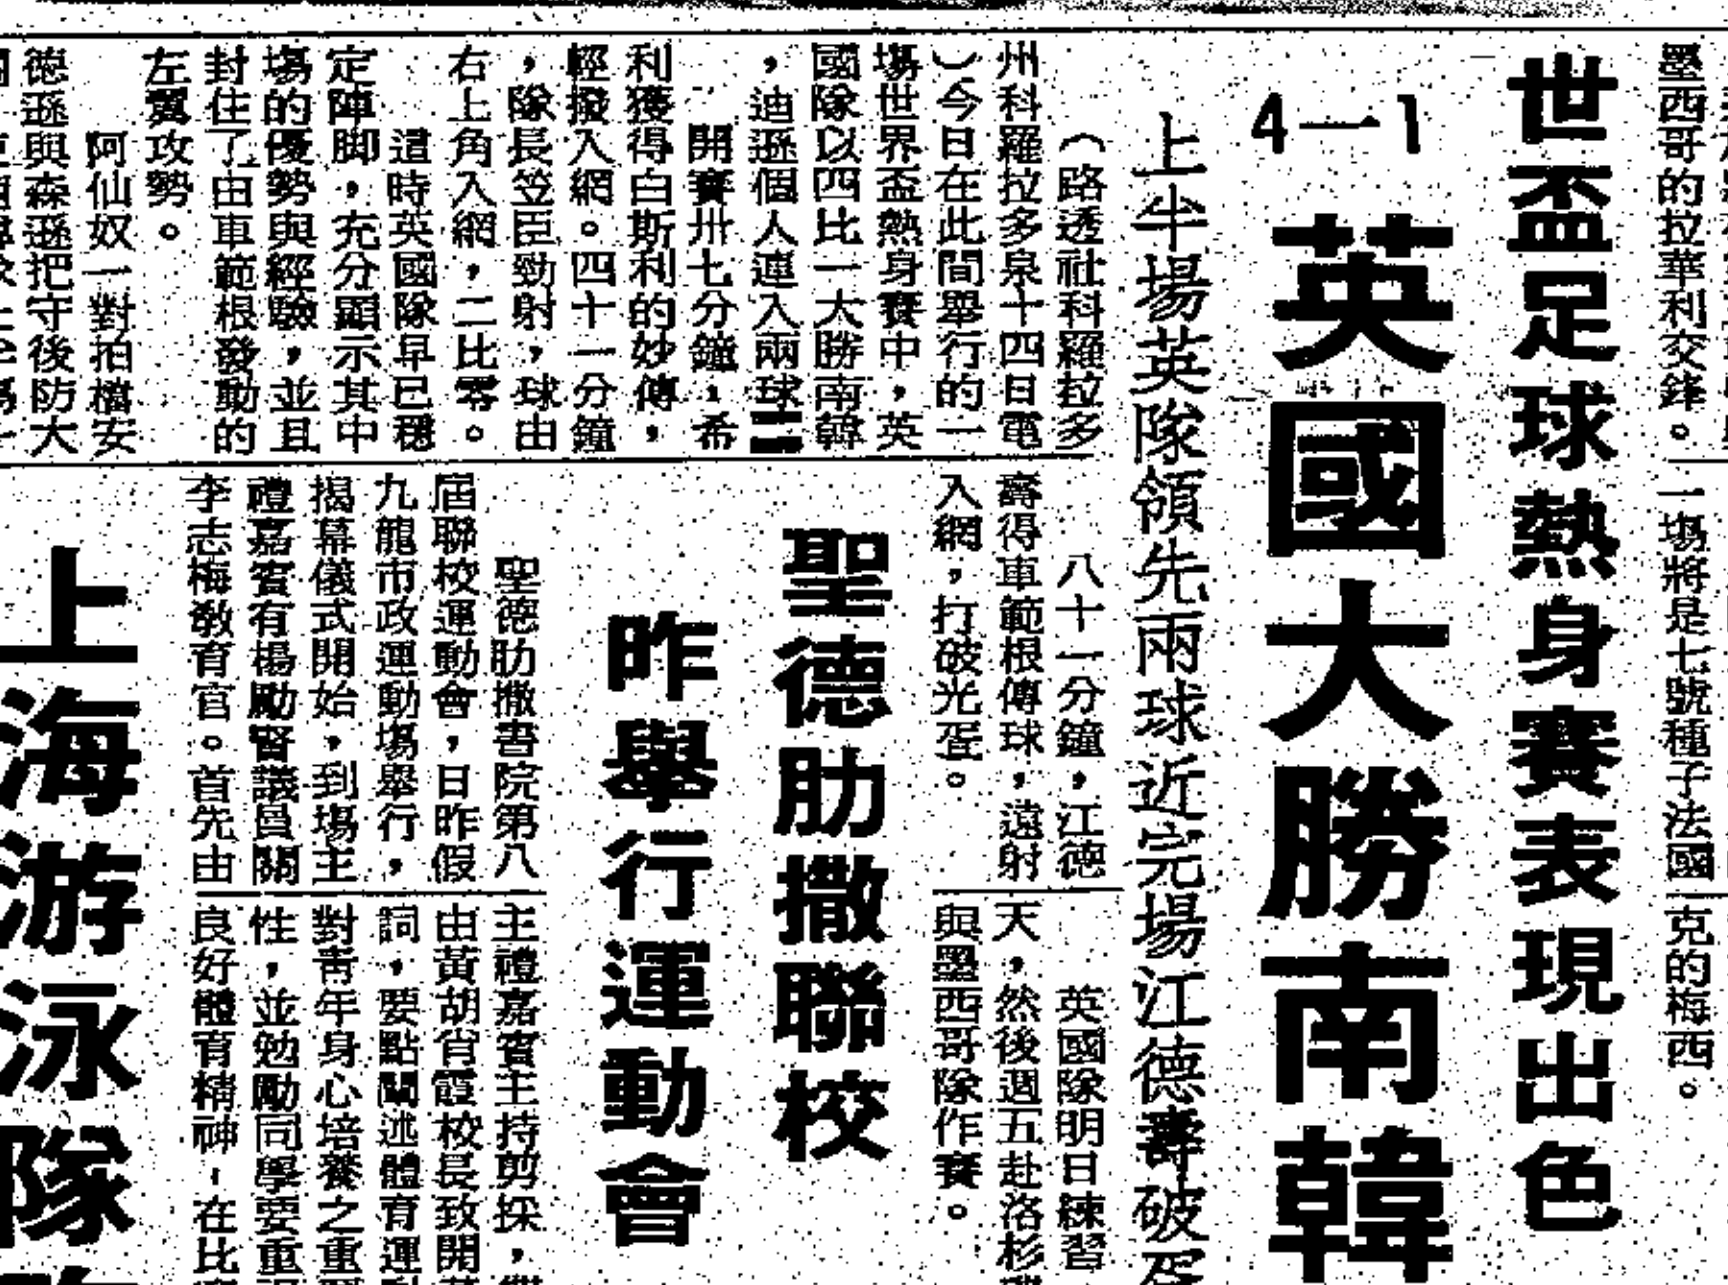 墨西哥的拉華利交鋒。
一場將是七號種子法國
克的梅西。
世盃足球熱身賽表現出色
4—1 英國大勝南韓
上半場英隊領先兩球近完場江德壽破蛋
（路透社科羅拉多
州科羅拉多泉十四日電
）今日在此間舉行的一
場世界盃熱身賽中，英
國隊以四比一大勝南韓
，迪遜個人連入兩球。
開賽卅七分鐘，希
利獲得白斯利的妙傳，
輕撥入網。四十一分鐘
，隊長笠臣勁射，球由
右上角入網，二比零。
這時英國隊早已穩
定陣脚，充分顯示其中
場的優勢與經驗，並且
封住了由車範根發動的
左翼攻勢。
阿仙奴一對拍檔安
德遜與森遜把守後防大
八十一分鐘，江德
壽得車範根傳球，遠射
入網，打破光蛋。
英國隊明日練習
天，然後週五赴洛杉
與墨西哥隊作賽。
聖德肋撒聯校
昨舉行運動會
聖德肋撒書院第八
屆聯校運動會，日昨假
九龍市政運動場舉行，
揭幕儀式開始，到場主
禮嘉賓有楊勵賢議員關
李志梅教育官。首先由
主禮嘉賓主持剪採，
由黃胡肖霞校長致開
詞，要點闡述體育運
對青年身心培養之重
性，並勉勵同學要重
良好體育精神，在比
上海游泳隊